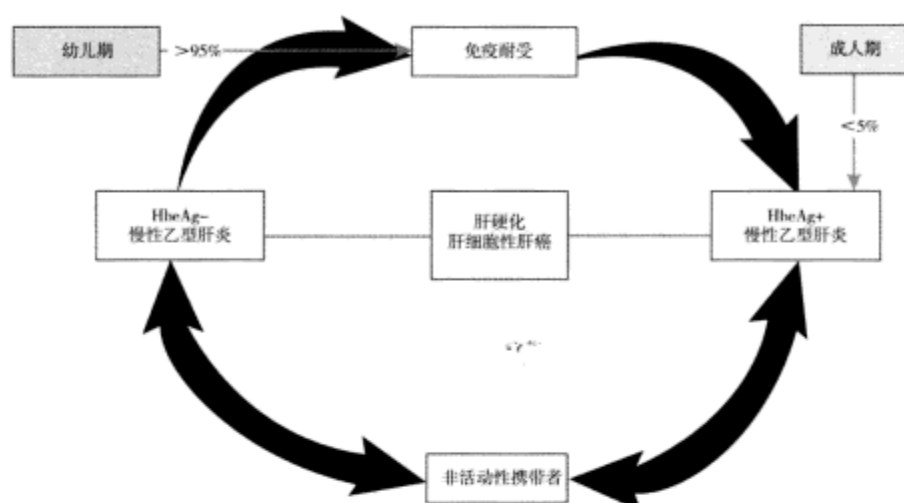 幼儿期
>95%
免疫耐受
成人期
<5%
HbeAg-
慢性乙型肝炎
肝硬化
肝细胞性肝癌
HbeAg+
慢性乙型肝炎
非活动性携带者